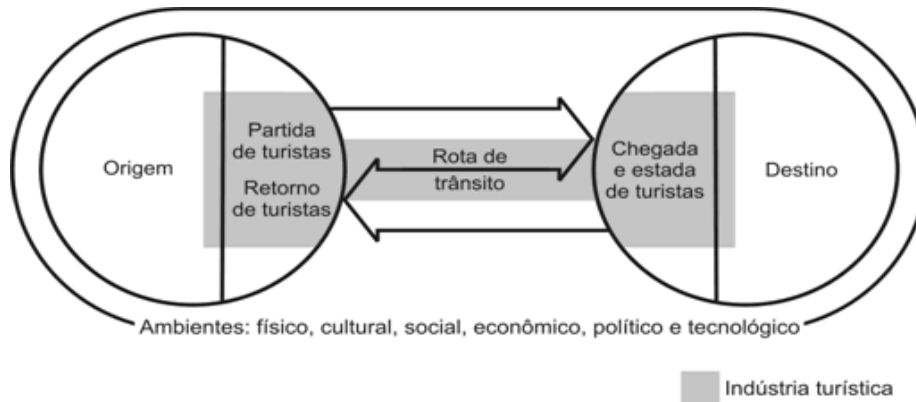 Origem
Partida
de turistas
Retorno
de turistas
Rota de
trânsito
Chegada
e estada
de turistas
Destino
Ambientes: físico, cultural, social, econômico, político e tecnológico
Indústria turística